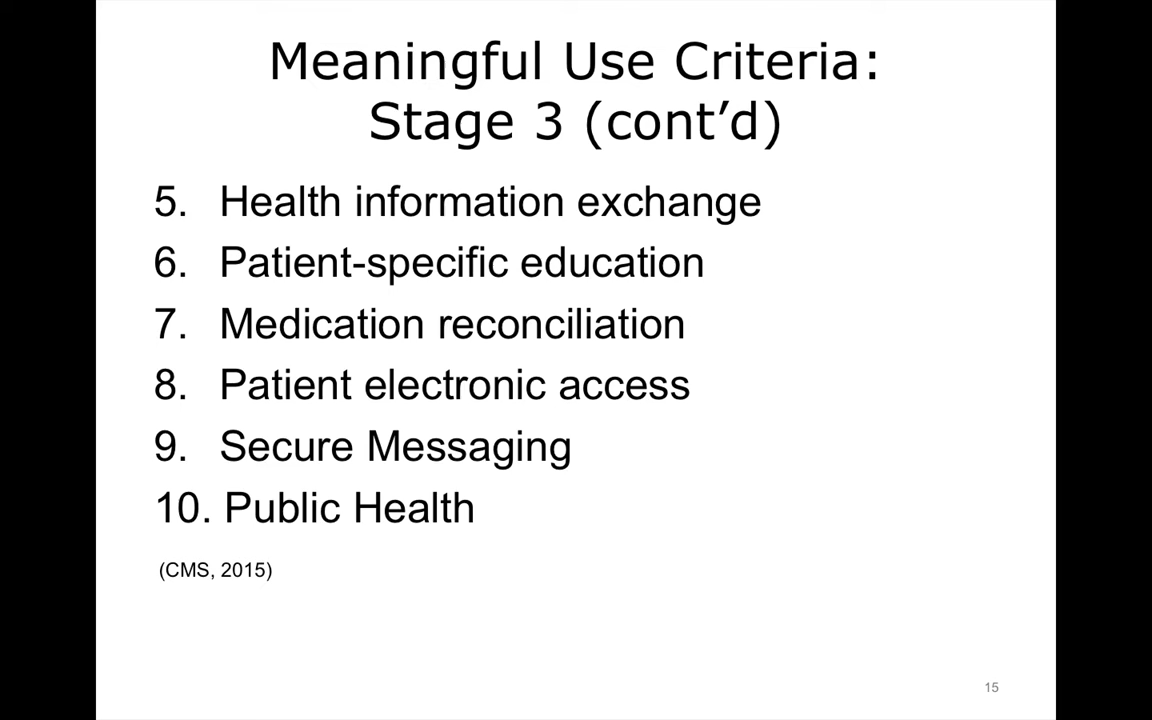 Meaningful Use Criteria:
Stage 3 (cont’d)
5. Health information exchange
6. Patient-specific education
7. Medication reconciliation
8. Patient electronic access
9. Secure Messaging
10. Public Health
(CMS, 2015)
15